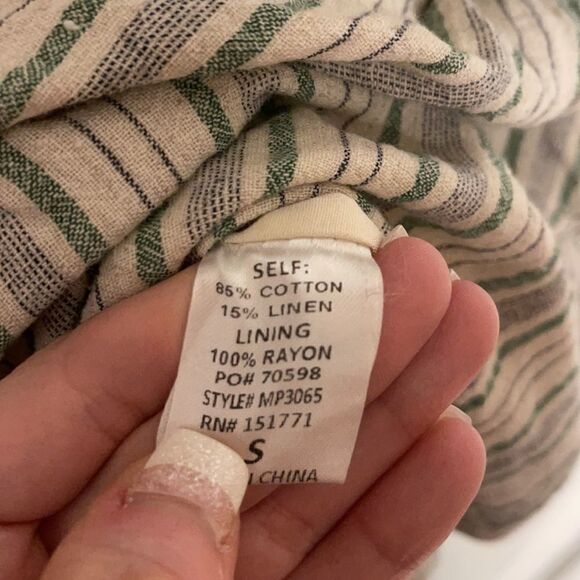 SELF:
85% COTTON
15% LINEN
LINING
100% RAYON
PO# 70598
STYLE# MP3065
RN# 151771
S
CHINA